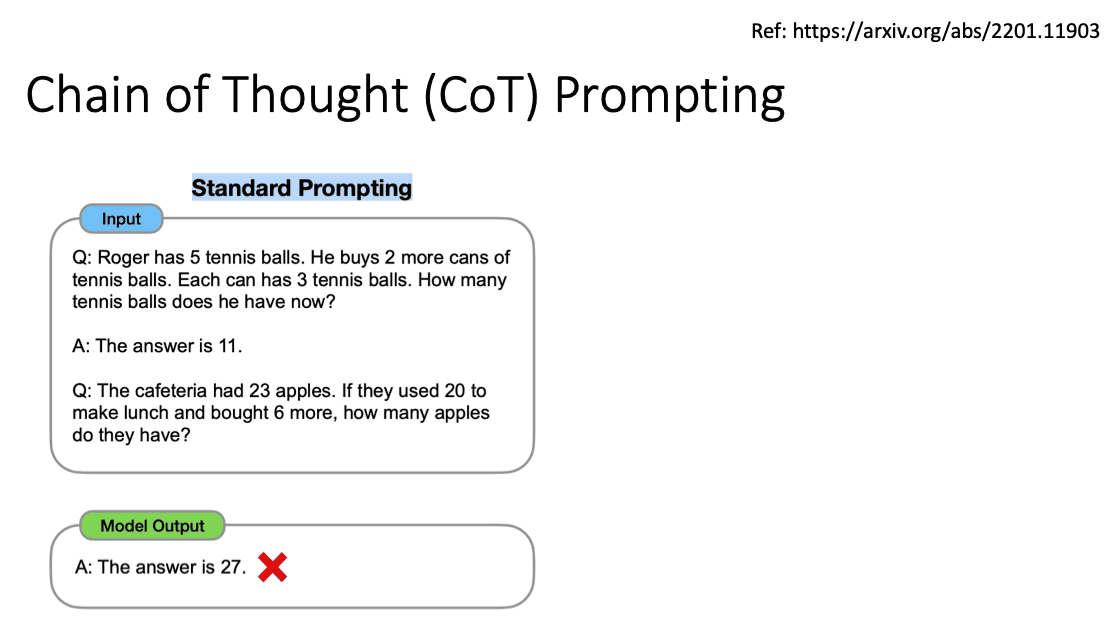 Ref: https://arxiv.org/abs/2201.11903
Chain of Thought (CoT) Prompting
Standard Prompting
Input
Q: Roger has 5 tennis balls. He buys 2 more cans of
tennis balls. Each can has 3 tennis balls. How many
tennis balls does he have now?
A: The answer is 11.
Q: The cafeteria had 23 apples. If they used 20 to
make lunch and bought 6 more, how many apples
do they have?
Model Output
A: The answer is 27.